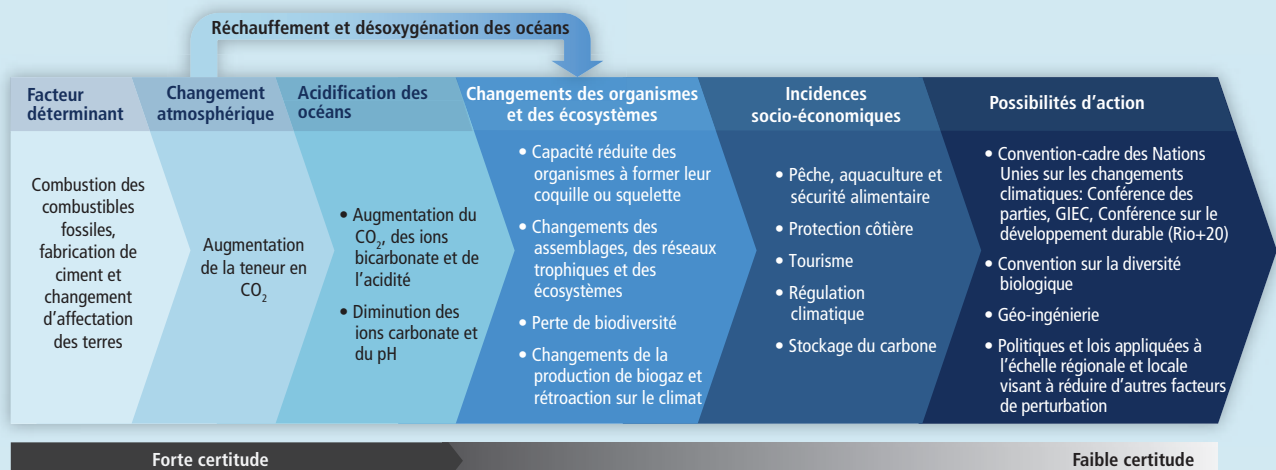 Réchauffement et désoxygénation des océans
Facteur
déterminant
Changement
atmosphérique
Acidification des
océans
Changements des organismes
et des écosystèmes
Incidences
socio-économiques
Possibilités d'action
Combustion des
combustibles
fossiles,
fabrication de
ciment et
changement
d'affectation
des terres
Augmentation
de la teneur en
CO₂
• Augmentation du
CO₂, des ions
bicarbonate et de
l'acidité
• Diminution des
ions carbonate et
du pH
• Capacité réduite des
organismes à former leur
coquille ou squelette
• Changements des
assemblages, des réseaux
trophiques et des
écosystèmes
• Perte de biodiversité
• Changements de la
production de biogaz et
rétroaction sur le climat
• Pêche, aquaculture et
sécurité alimentaire
• Protection côtière
• Tourisme
• Régulation
climatique
• Stockage du carbone
• Convention-cadre des Nations
Unies sur les changements
climatiques: Conférence des
parties, GIEC, Conférence sur le
développement durable (Rio+20)
• Convention sur la diversité
biologique
• Géo-ingénierie
• Politiques et lois appliquées à
l'échelle régionale et locale
visant à réduire d'autres facteurs
de perturbation
Forte certitude
Faible certitude